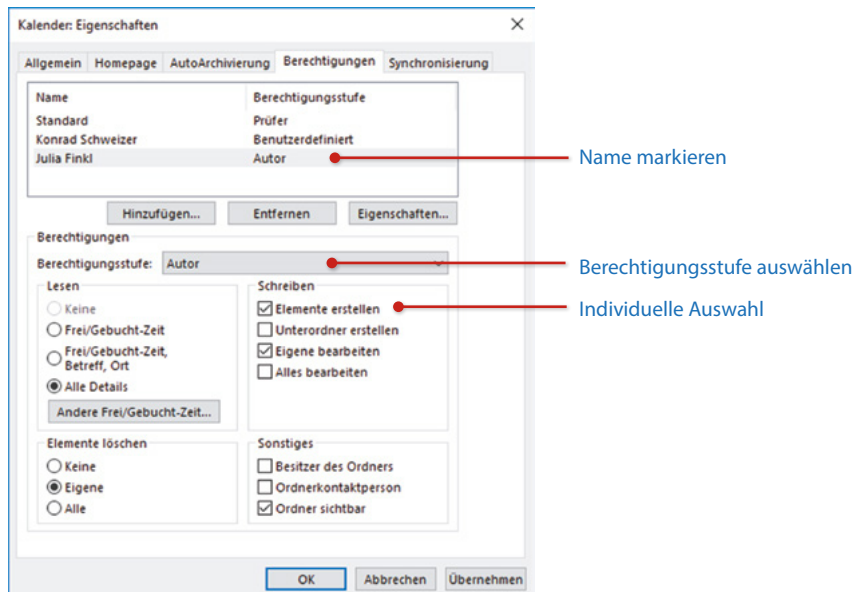 Kalender: Eigenschaften
Allgemein Homepage AutoArchivierung Berechtigungen Synchronisierung
Name Berechtigungsstufe
Standard Prüfer
Konrad Schweizer Benutzerdefiniert
Julia Finkl Autor
Name markieren
Hinzufügen... Entfernen Eigenschaften...
Berechtigungen
Berechtigungsstufe: Autor
Berechtigungsstufe auswählen
Lesen
Keine
Frei/Gebucht-Zeit
Frei/Gebucht-Zeit,
Betreff, Ort
Alle Details
Andere Frei/Gebucht-Zeit...
Schreiben
Elemente erstellen
Unterordner erstellen
Eigene bearbeiten
Alles bearbeiten
Individuelle Auswahl
Elemente löschen
Keine
Eigene
Alle
Sonstiges
Besitzer des Ordners
Ordnerkontaktperson
Ordner sichtbar
OK Abbrechen Übernehmen